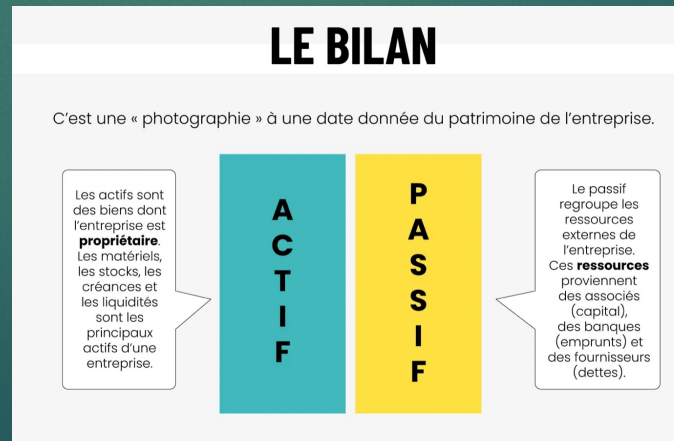 LE BILAN
C’est une « photographie » à une date donnée du patrimoine de l’entreprise.
Les actifs sont
des biens dont
l’entreprise est
propriétaire.
Les matériels,
les stocks, les
créances et
les liquidités
sont les
principaux
actifs d’une
entreprise.
ACTIF
PASSIF
Le passif
regroupe les
ressources
externes de
l’entreprise.
Ces ressources
proviennent
des associés
(capital),
des banques
(emprunts) et
des fournisseurs
(dettes).